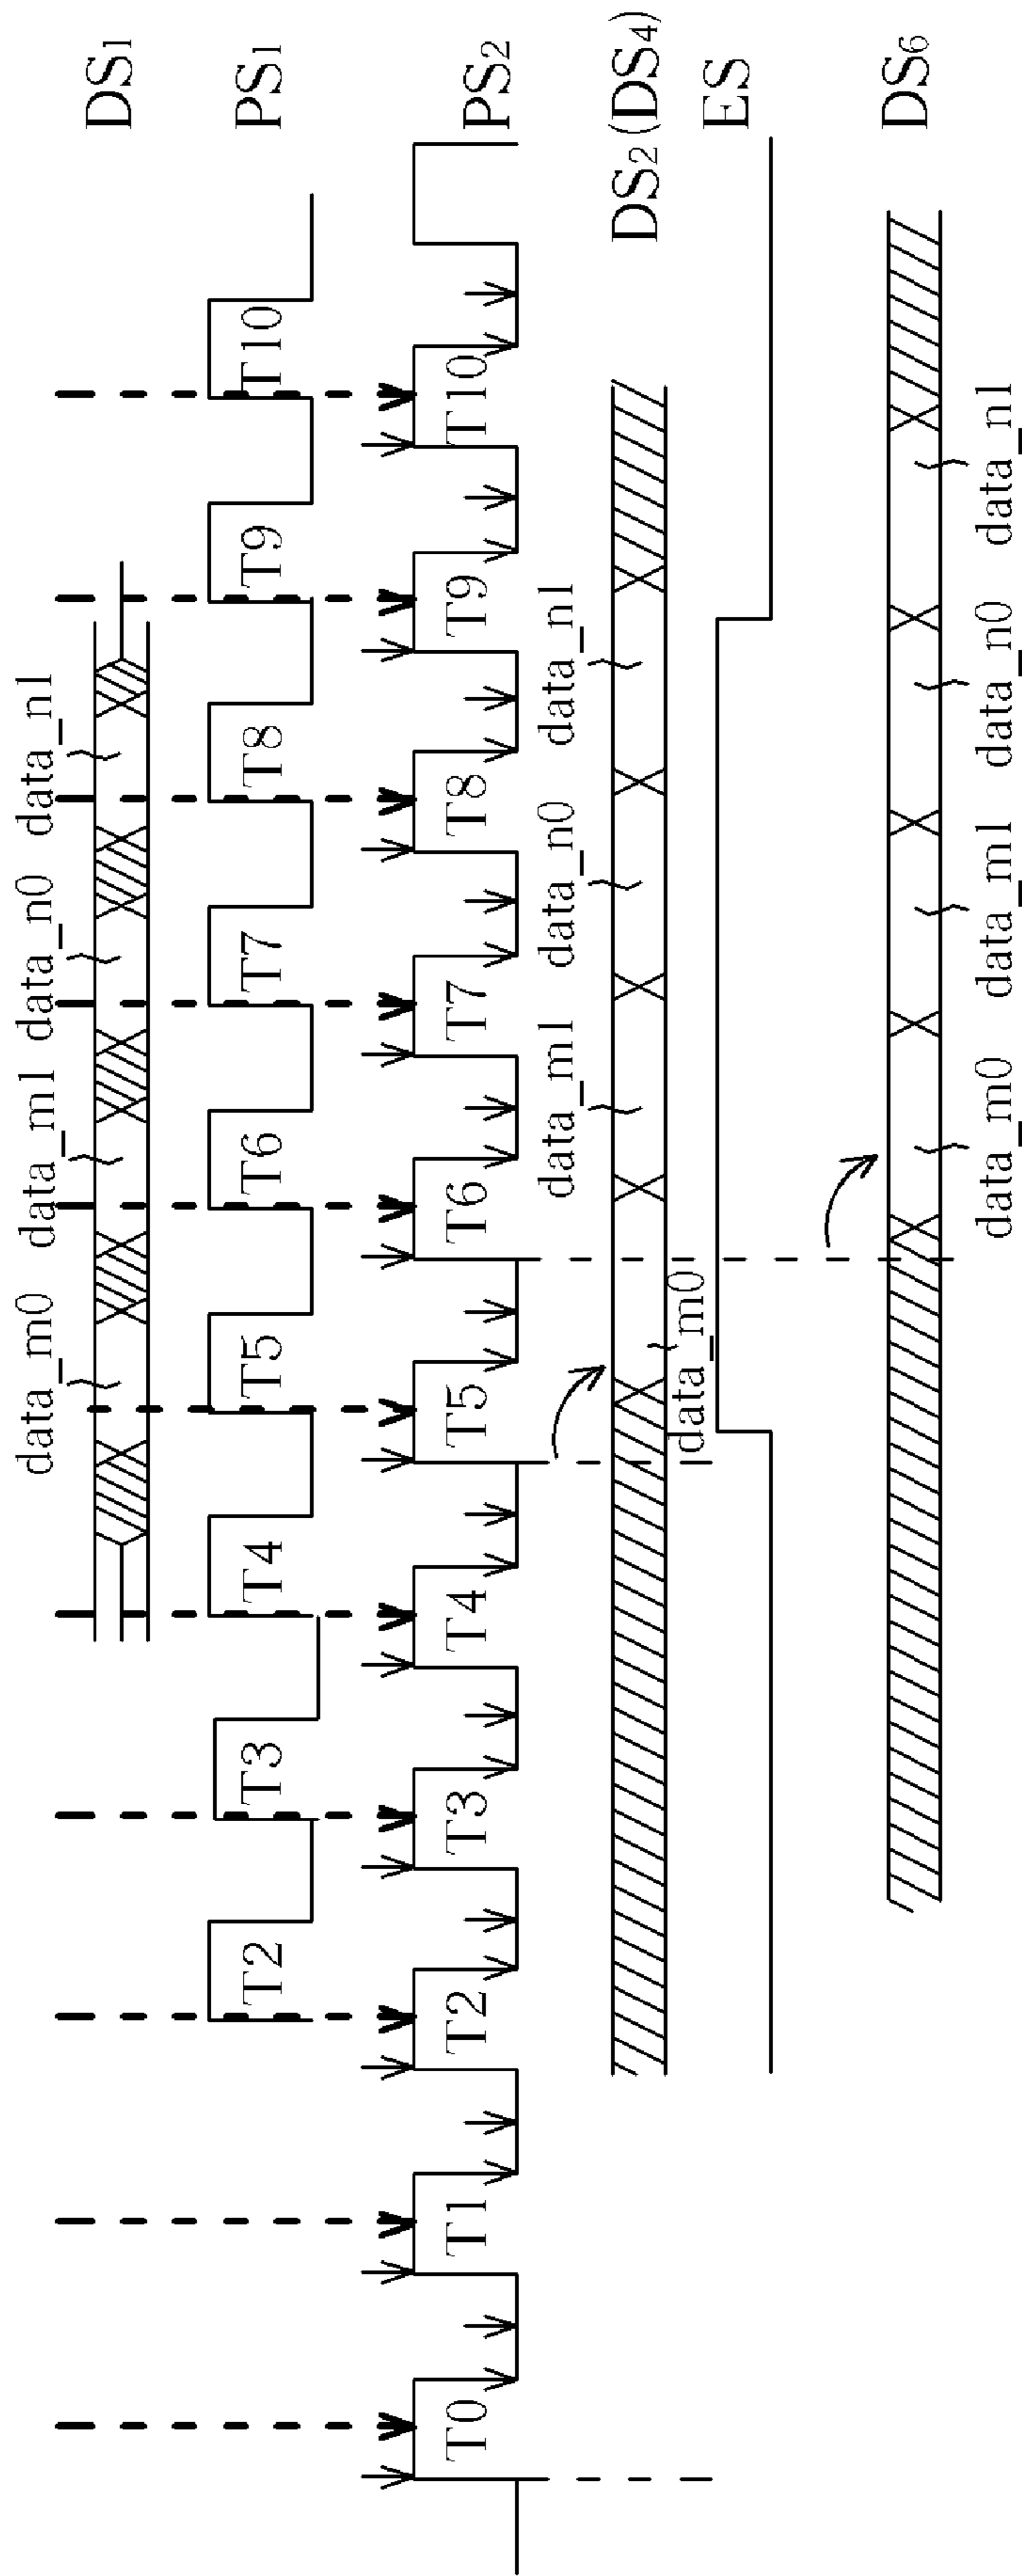 DS₁
data_m0 data_m1 data_n0 data_n1
PS₁
T2 T3 T4 T5 T6 T7 T8 T9 T10
PS₂
T0 T1 T2 T3 T4 T5 T6 T7 T8 T9 T10
DS₂(DS₄)
data_m0 data_m1 data_n0 data_n1
ES
DS₆
data_m0 data_m1 data_n0 data_n1